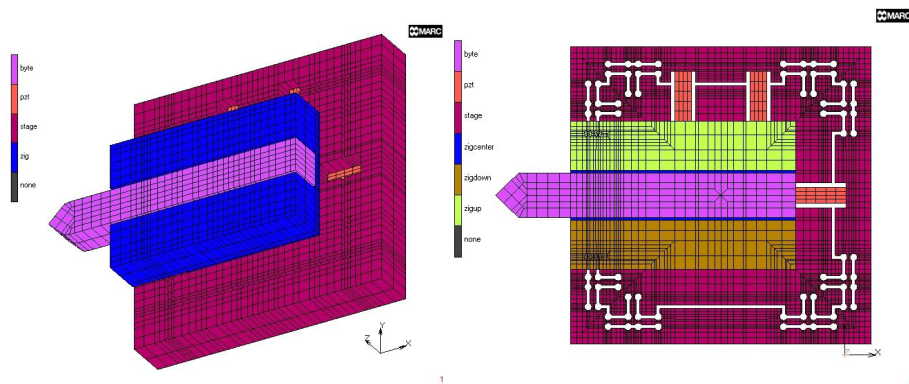 MARC
byte
pzt
stage
zig
none
Y
Z
X
1
MARC
byte
pzt
stage
zigcenter
zigdown
zigup
none
Z
X